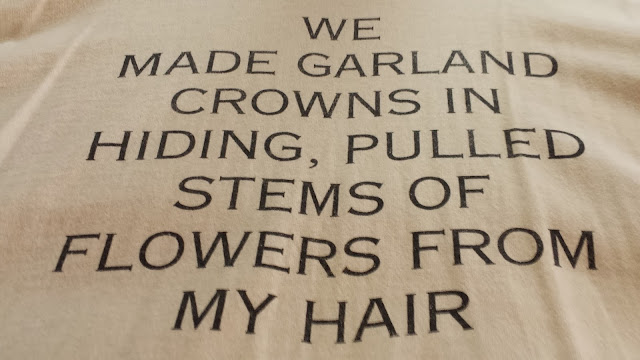 WE
MADE GARLAND
CROWNS IN
HIDING, PULLED
STEMS OF
FLOWERS FROM
MY HAIR